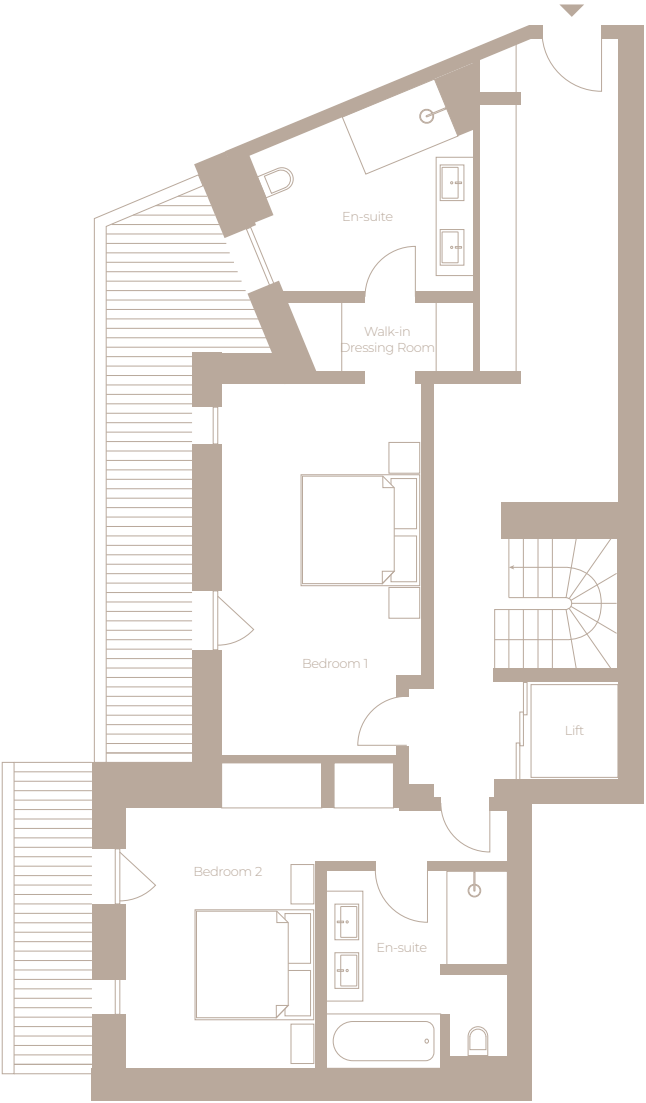 En-suite
Walk-in
Dressing Room
Bedroom 1
Lift
Bedroom 2
En-suite